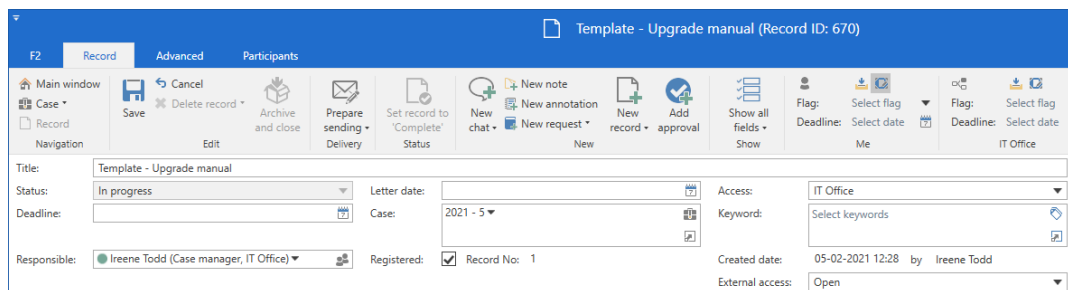 Template - Upgrade manual (Record ID: 670)
F2 Record Advanced Participants
Main window
Case
Record
Navigation
Save
Cancel
Delete record
Archive and close
Edit
Prepare sending
Delivery
Set record to 'Complete'
Status
New chat
New note
New annotation
New request
New record
Add approval
New
Show all fields
Show
Flag: Select flag
Deadline: Select date
Me
Flag: Select flag
Deadline: Select date
IT Office
Title: Template - Upgrade manual
Status: In progress Letter date: Access: IT Office
Deadline: Case: 2021 - 5 Keyword: Select keywords
Responsible: Ireene Todd (Case manager, IT Office) Registered: Record No: 1 Created date: 05-02-2021 12:28 by Ireene Todd
External access: Open